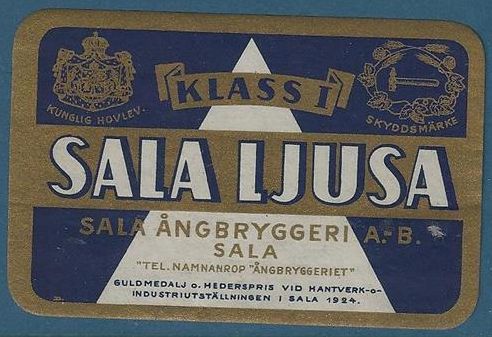 KLASS I
KUNGLIG HOVLEV.
SKYDDSMÄRKE
SALA LJUSA
SALA ÅNGBRYGGERI A.-B.
SALA
"TEL. NAMNANROP "ÅNGBRYGGERIET"
GULDMEDALJ o. HEDERSPRIS VID HANTVERK-o-
INDUSTRIUTSTÄLLNINGEN I SALA 1924.